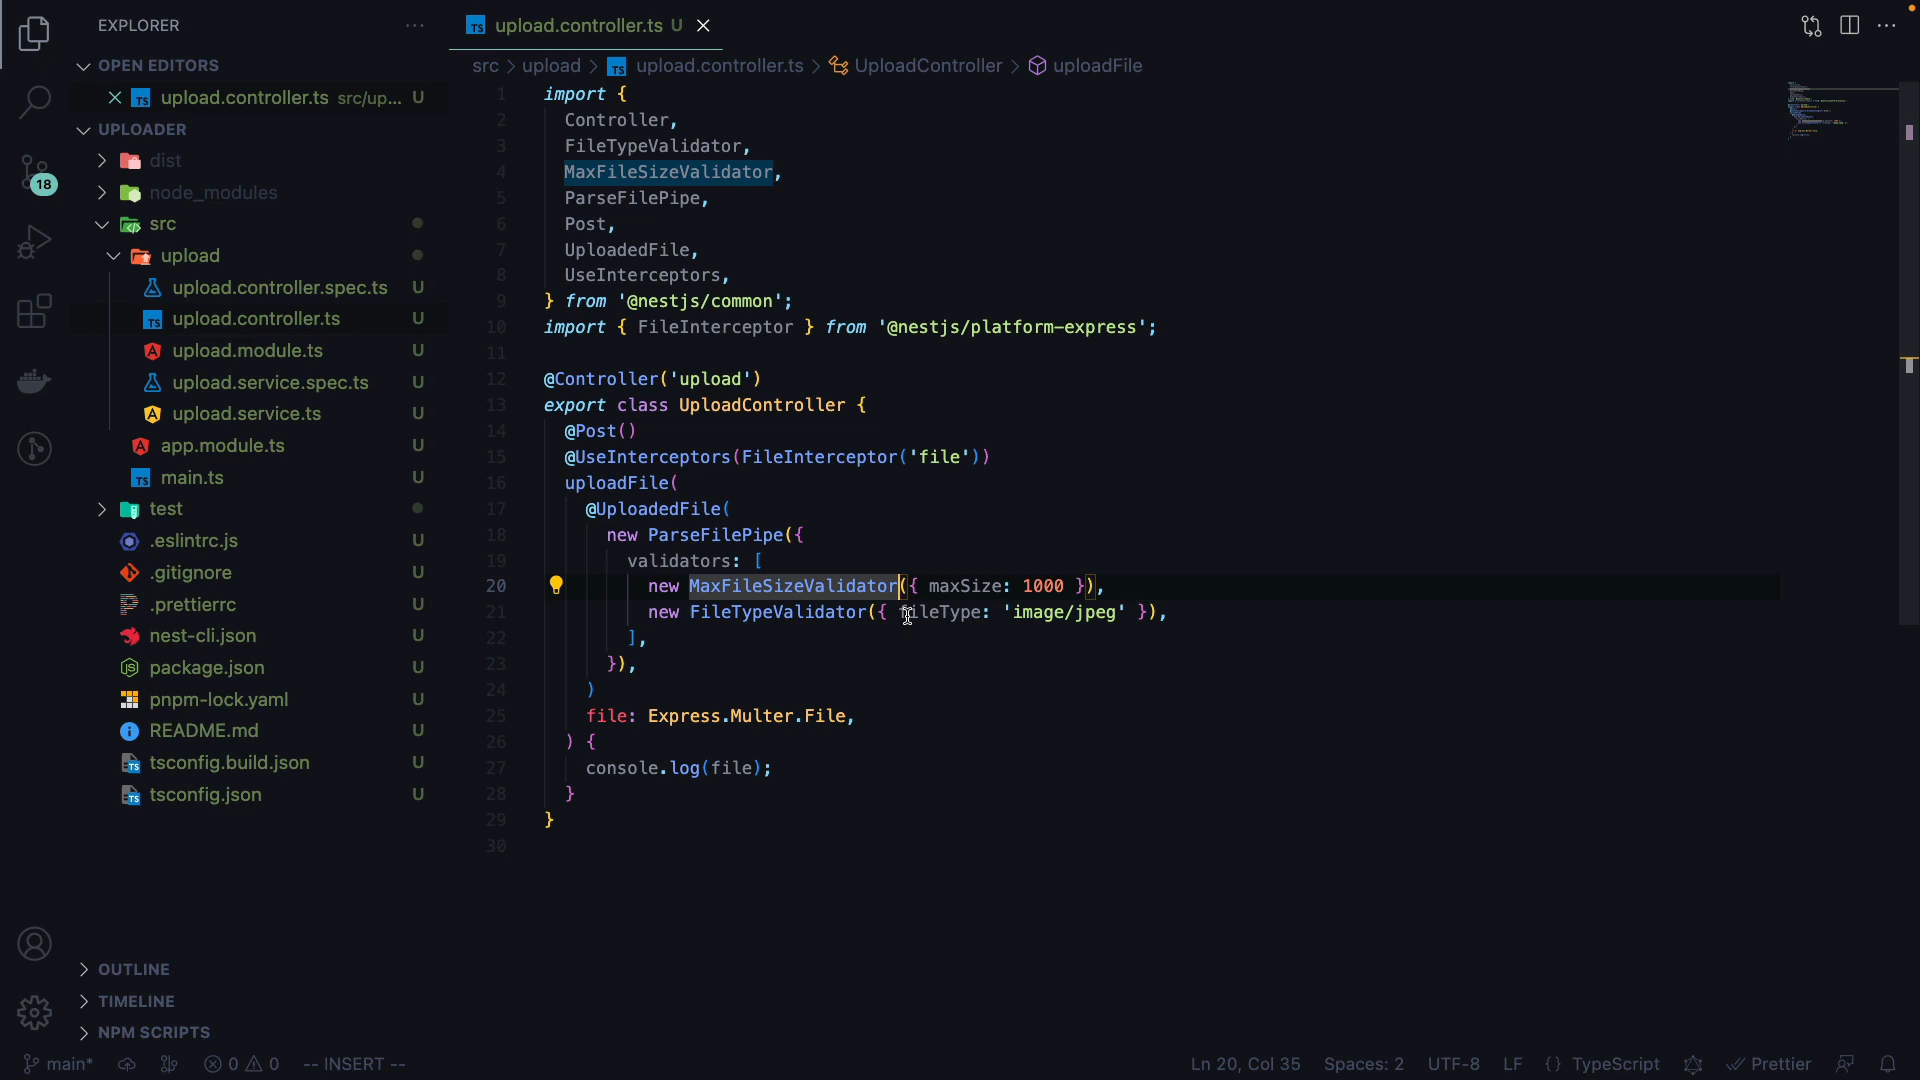 EXPLORER
upload.controller.ts U
OPEN EDITORS
src > upload > TS upload.controller.ts > UploadController > uploadFile
TS upload.controller.ts src/up... U
UPLOADER
dist
node_modules
18
src
upload
upload.controller.spec.ts U
TS upload.controller.ts U
upload.module.ts U
upload.service.spec.ts U
upload.service.ts U
app.module.ts U
TS main.ts U
test
.eslintrc.js U
.gitignore U
.prettierrc U
nest-cli.json U
package.json U
pnpm-lock.yaml U
README.md U
tsconfig.build.json U
tsconfig.json U
OUTLINE
TIMELINE
NPM SCRIPTS
1 import {
2 Controller,
3 FileTypeValidator,
4 MaxFileSizeValidator,
5 ParseFilePipe,
6 Post,
7 UploadedFile,
8 UseInterceptors,
9 } from '@nestjs/common';
10 import { FileInterceptor } from '@nestjs/platform-express';
11
12 @Controller('upload')
13 export class UploadController {
14 @Post()
15 @UseInterceptors(FileInterceptor('file'))
16 uploadFile(
17 @UploadedFile(
18 new ParseFilePipe({
19 validators: [
20 new MaxFileSizeValidator({ maxSize: 1000 }),
21 new FileTypeValidator({ fileType: 'image/jpeg' }),
22 ],
23 }),
24 )
25 file: Express.Multer.File,
26 ) {
27 console.log(file);
28 }
29 }
30
main* 0 0 -- INSERT -- Ln 20, Col 35 Spaces: 2 UTF-8 LF {} TypeScript Prettier